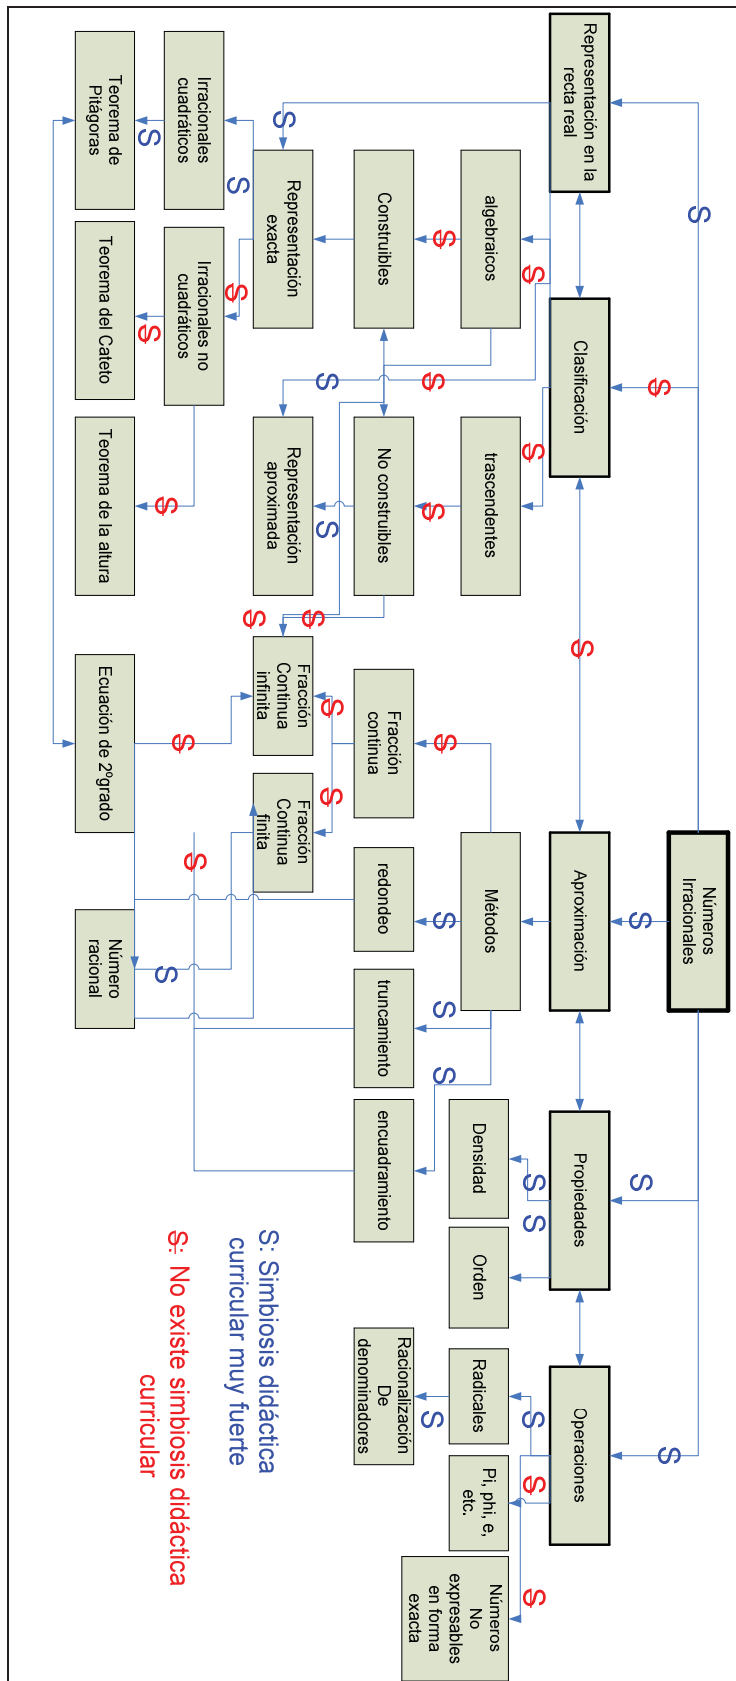 Números
Irracionales
S
S
S
S
S
Representación en la
recta real
Clasificación
Aproximación
Propiedades
Operaciones
S
S
S
S
S
S
S
S
S
algebraicos
trascendentes
Métodos
Densidad
Orden
Radicales
Pi, phi, e,
etc.
Números
No
expresables
en forma
exacta
S
S
S
S
S
S
S
S
S
Construibles
No construibles
Fracción
continua
redondeo
truncamiento
encuadramiento
Racionalización
De
denominadores
S
S
S
S
S
S
Representación
exacta
Representación
aproximada
Fracción
Continua
infinita
Fracción
Continua
finita
S
S
S
S
S
S
Irracionales
cuadráticos
Irracionales no
cuadráticos
S
S
S
Teorema de
Pitágoras
Teorema del Cateto
Teorema de la altura
Ecuación de 2ºgrado
Número
racional
S: Simbiosis didáctica
curricular muy fuerte
S: No existe simbiosis didáctica
curricular